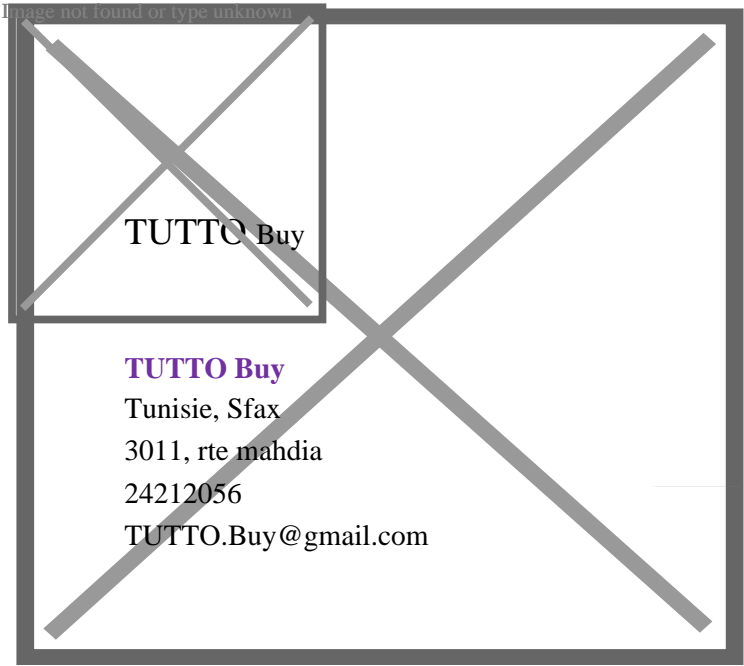 Image not found or type unknown
TUTTO Buy
TUTTO Buy
Tunisie, Sfax
3011, rte mahdia
24212056
TUTTO.Buy@gmail.com